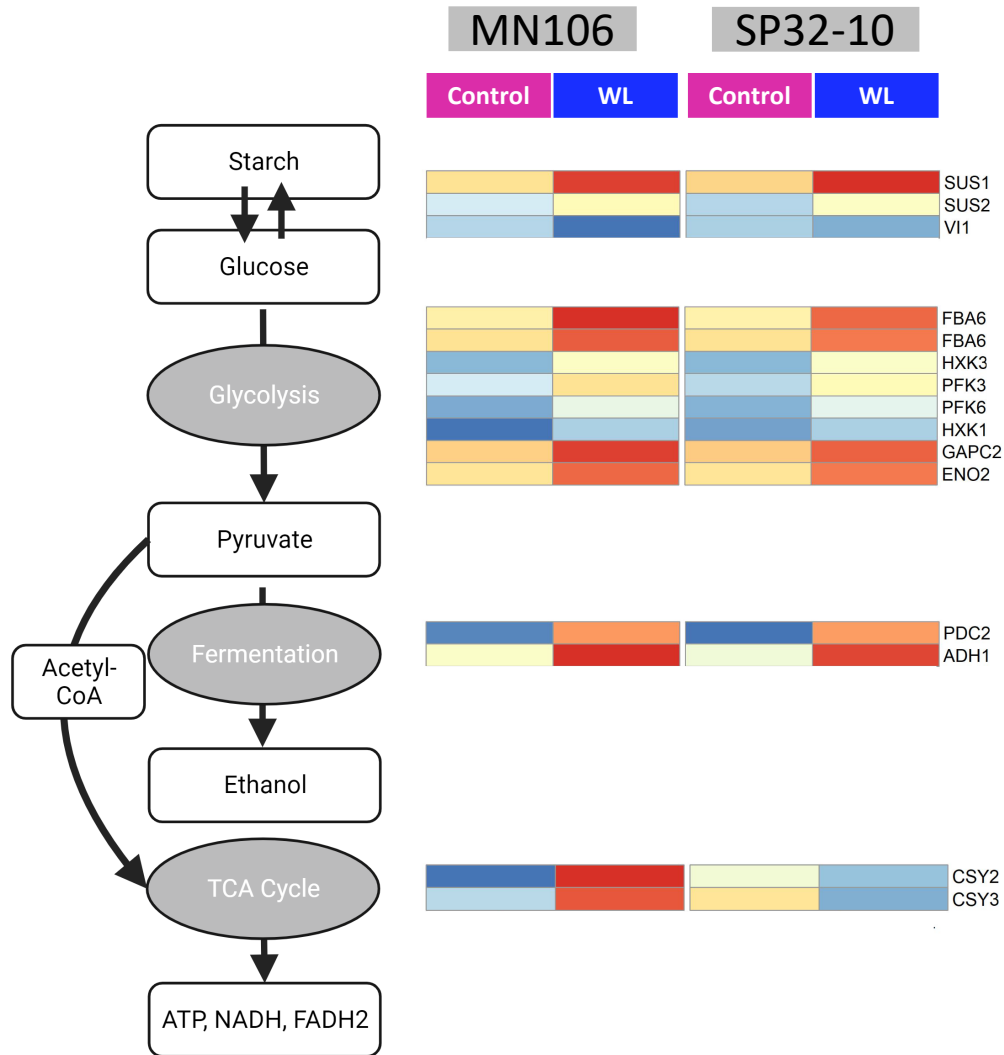 MN106 SP32-10
Control WL Control WL
Starch
SUS1
SUS2
VI1
Glucose
FBA6
FBA6
HXK3
PFK3
PFK6
HXK1
GAPC2
ENO2
Glycolysis
Pyruvate
PDC2
ADH1
Fermentation
Acetyl-
CoA
Ethanol
CSY2
CSY3
TCA Cycle
ATP, NADH, FADH2